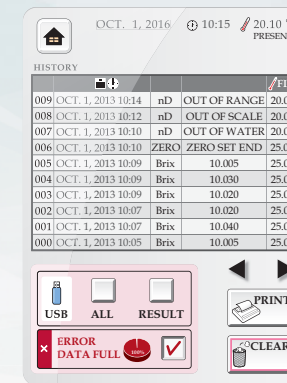 OCT. 1, 2016 10:15 20.10
PRESEN
HISTORY
FI
009 OCT. 1, 2013 10:14 nD OUT OF RANGE 20.0
008 OCT. 1, 2013 10:12 nD OUT OF SCALE 20.0
007 OCT. 1, 2013 10:10 nD OUT OF WATER 20.0
006 OCT. 1, 2013 10:10 ZERO ZERO SET END 25.0
005 OCT. 1, 2013 10:09 Brix 10.005 25.0
004 OCT. 1, 2013 10:09 Brix 10.030 25.0
003 OCT. 1, 2013 10:09 Brix 10.020 25.0
002 OCT. 1, 2013 10:07 Brix 10.020 25.0
001 OCT. 1, 2013 10:07 Brix 10.040 25.0
000 OCT. 1, 2013 10:05 Brix 10.005 25.0
USB ALL RESULT
PRINT
ERROR
DATA FULL 100%
CLEAR